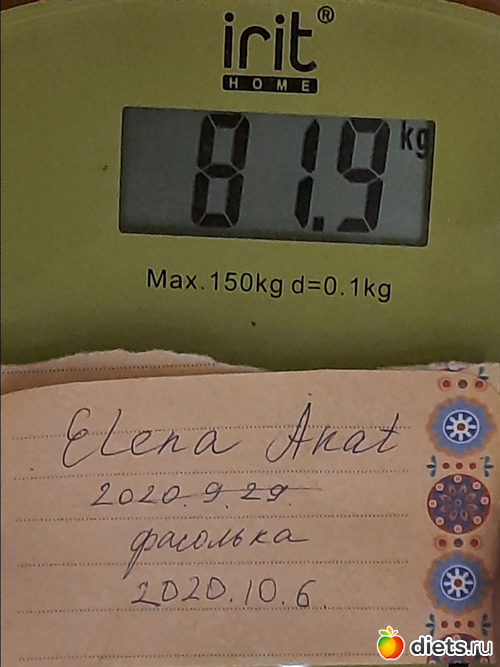 irit®
HOME
81.9 kg
Max.150kg d=0.1kg
Elena Akat
2020.9.29
фасолька
2020.10.6
diets.ru